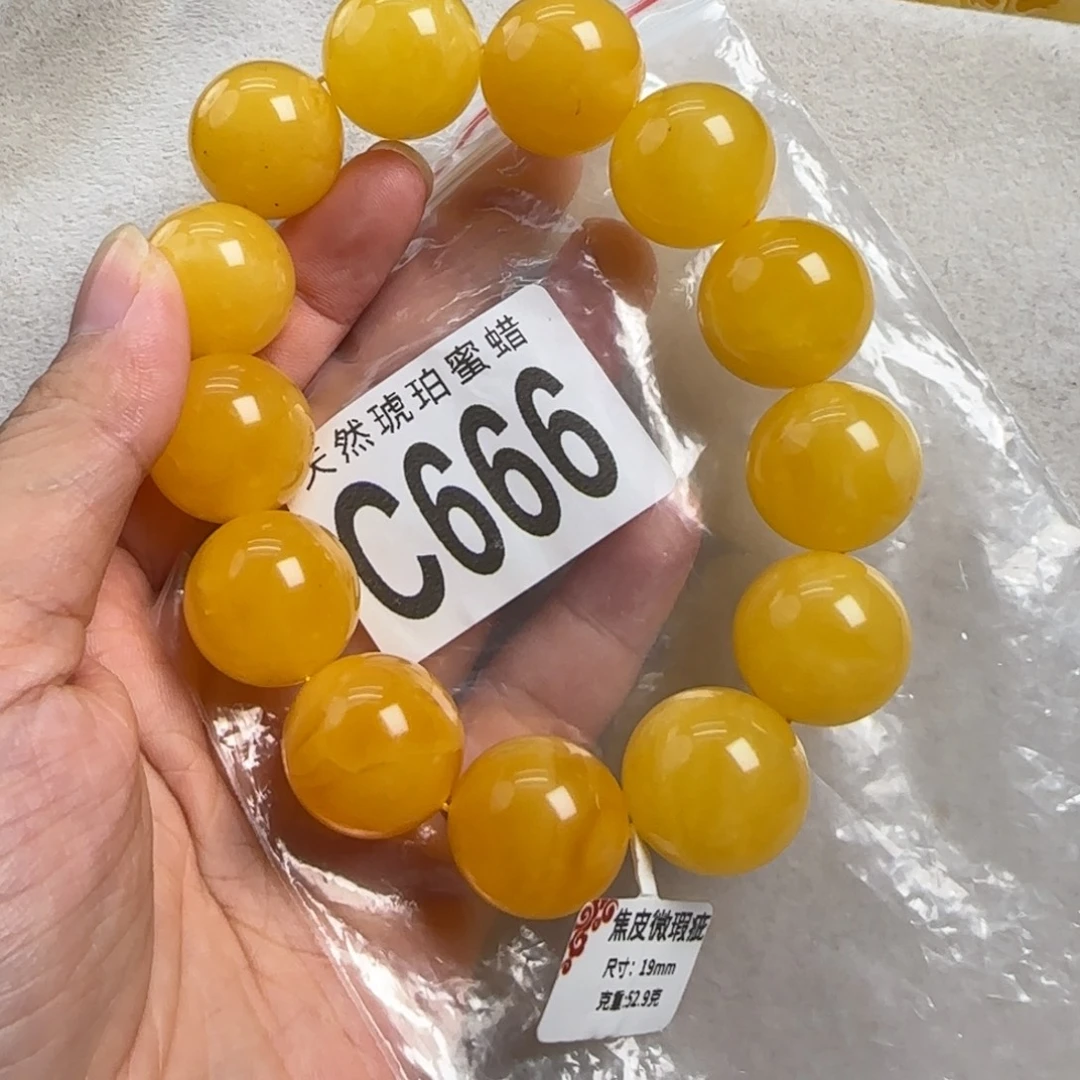 天然琥珀蜜蜡
C666
焦皮微瑕疵
尺寸：19mm
克重:52.9克